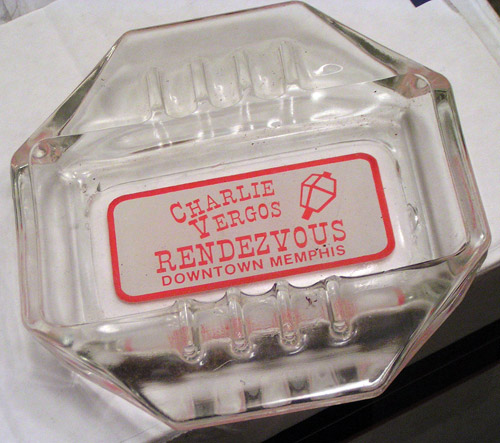 CHARLIE
VERGOS
RENDEZVOUS
DOWNTOWN MEMPHIS